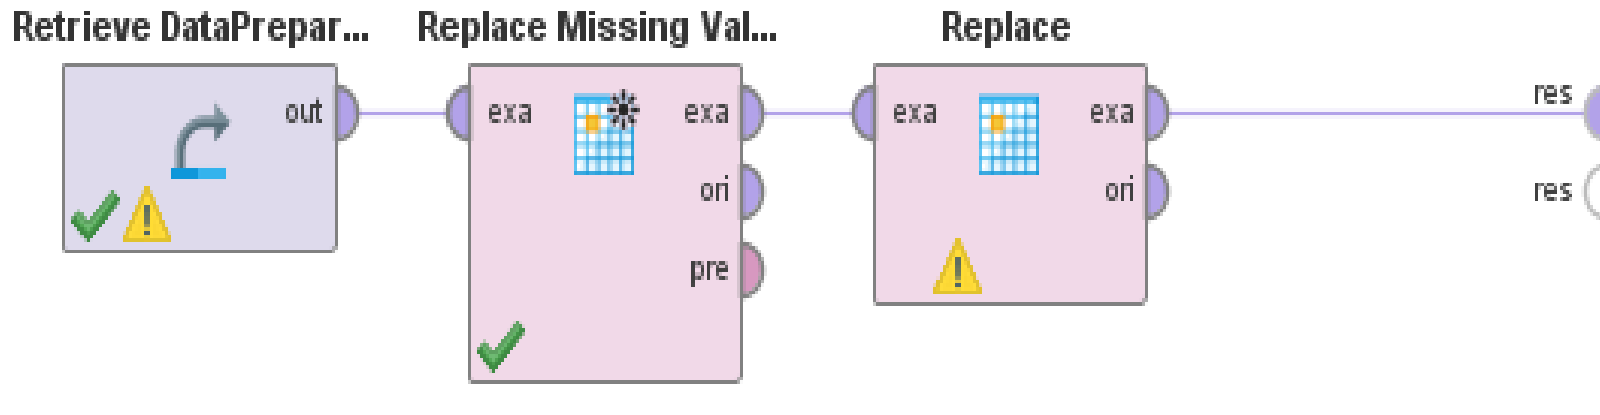 Retrieve DataPrepar...
Replace Missing Val...
Replace
out
exa
exa
exa
exa
res
ori
ori
res
pre